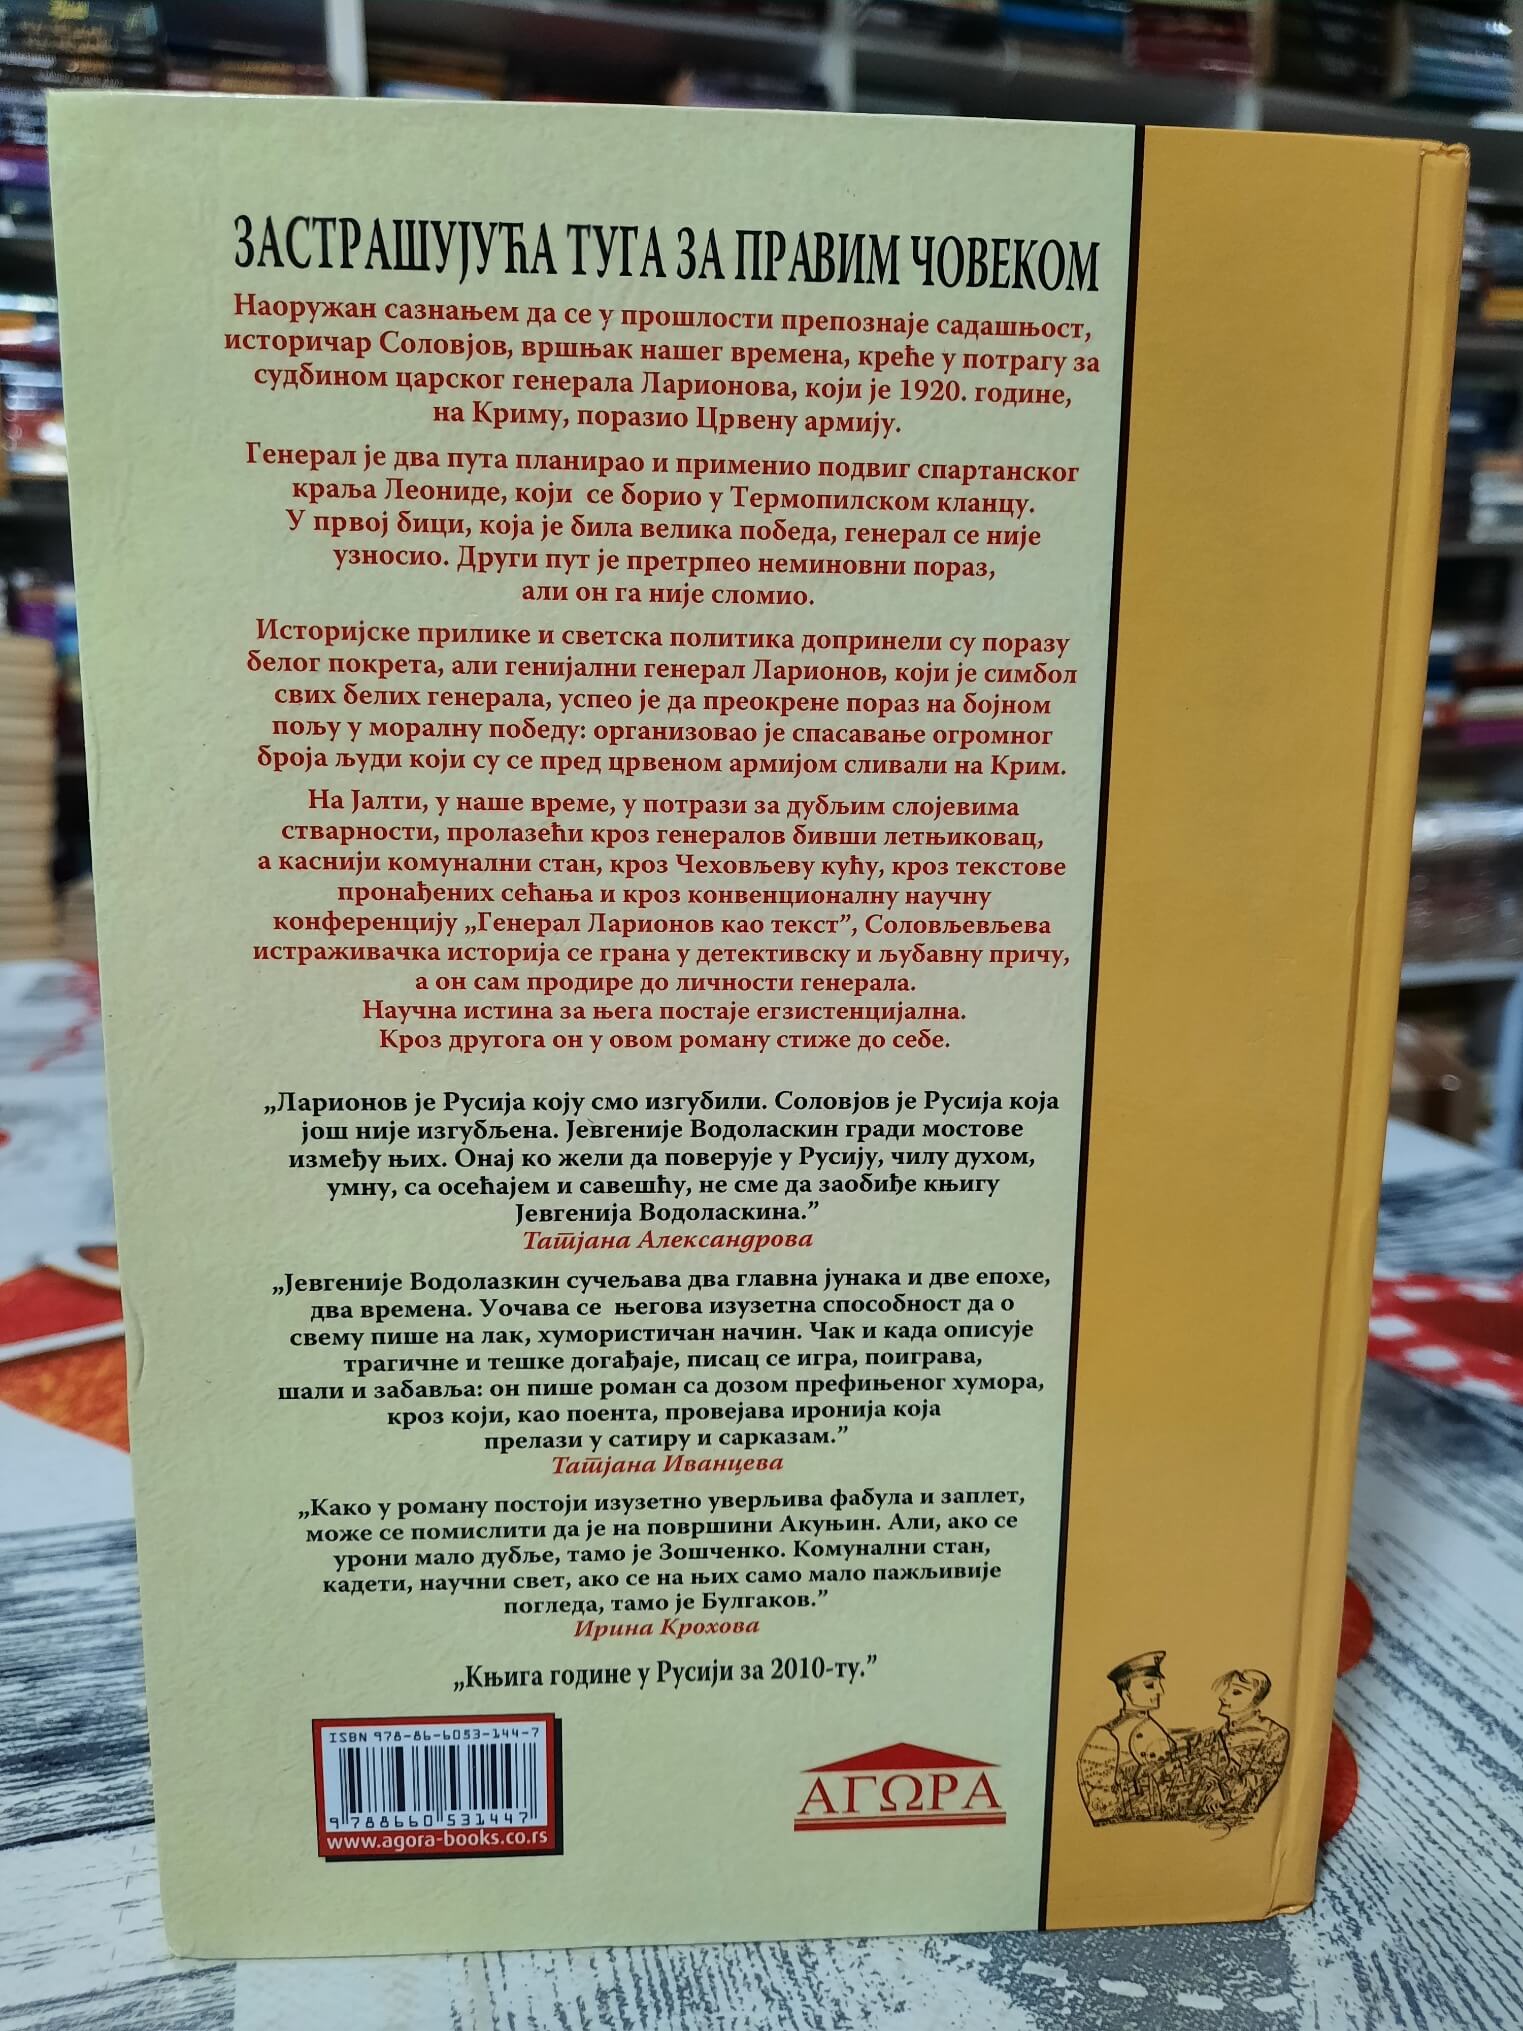 ЗАСТРАШУЈУЋА ТУГА ЗА ПРАВИМ ЧОВЕКОМ
Наоружан сазнањем да се у прошлости препознаје садашњост,
историчар Соловјов, вршњак нашег времена, креће у потрагу за
судбином царског генерала Ларионова, који је 1920. године,
на Криму, поразио Црвену армију.
Генерал је два пута планирао и применио подвиг спартанског
краља Леониде, који се борио у Термопилском кланцу.
У првој бици, која је била велика победа, генерал се није
узносио. Други пут је претрпео неминовни пораз,
али он га није сломио.
Историјске прилике и светска политика допринели су поразу
белог покрета, али генијални генерал Ларионов, који је симбол
свих белих генерала, успео је да преокрене пораз на бојном
пољу у моралну победу: организовао је спасавање огромног
броја људи који су се пред црвеном армијом сливали на Крим.
На Јалти, у наше време, у потрази за дубљим слојевима
стварности, пролазећи кроз генералов бивши летњиковац,
а каснији комунални стан, кроз Чеховљеву кућу, кроз текстове
пронађених сећања и кроз конвенционалну научну
конференцију „Генерал Ларионов као текст”, Соловљевљева
истраживачка историја се грана у детективску и љубавну причу,
а он сам продире до личности генерала.
Научна истина за њега постаје егзистенцијална.
Кроз другога он у овом роману стиже до себе.
„Ларионов је Русија коју смо изгубили. Соловјов је Русија која
још није изгубљена. Јевгеније Водоласкин гради мостове
између њих. Онај ко жели да поверује у Русију, чилу духом,
умну, са осећајем и савешћу, не сме да заобиђе књигу
Јевгенија Водоласкина.”
Татјана Александрова
„Јевгеније Водолазкин сучељава два главна јунака и две епохе,
два времена. Уочава се његова изузетна способност да о
свему пише на лак, хумористичан начин. Чак и када описује
трагичне и тешке догађаје, писац се игра, поиграва,
шали и забавља: он пише роман са дозом префињеног хумора,
кроз који, као поента, провејава иронија која
прелази у сатиру и сарказам.”
Татјана Иванцева
„Како у роману постоји изузетно уверљива фабула и заплет,
може се помислити да је на површини Акуњин. Али, ако се
урони мало дубље, тамо је Зошченко. Комунални стан,
кадети, научни свет, ако се на њих само мало пажљивије
погледа, тамо је Булгаков.”
Ирина Крохова
„Књига године у Русији за 2010-ту.”
ISBN 978-86-6053-144-7
9 788660 531447
www.agora-books.co.rs
ΑΓΩΡΑ